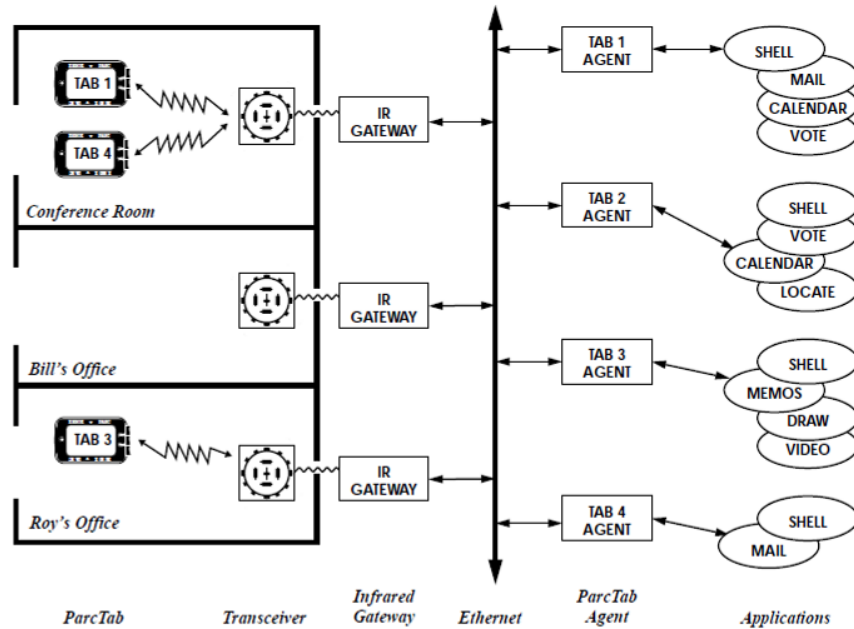 TAB 1
TAB 4
Conference Room
IR
GATEWAY
Bill's Office
IR
GATEWAY
TAB 3
Roy's Office
IR
GATEWAY
TAB 1
AGENT
SHELL
MAIL
CALENDAR
VOTE
TAB 2
AGENT
SHELL
VOTE
CALENDAR
LOCATE
TAB 3
AGENT
SHELL
MEMOS
DRAW
VIDEO
TAB 4
AGENT
SHELL
MAIL
ParcTab
Transceiver
Infrared
Gateway
Ethernet
ParcTab
Agent
Applications